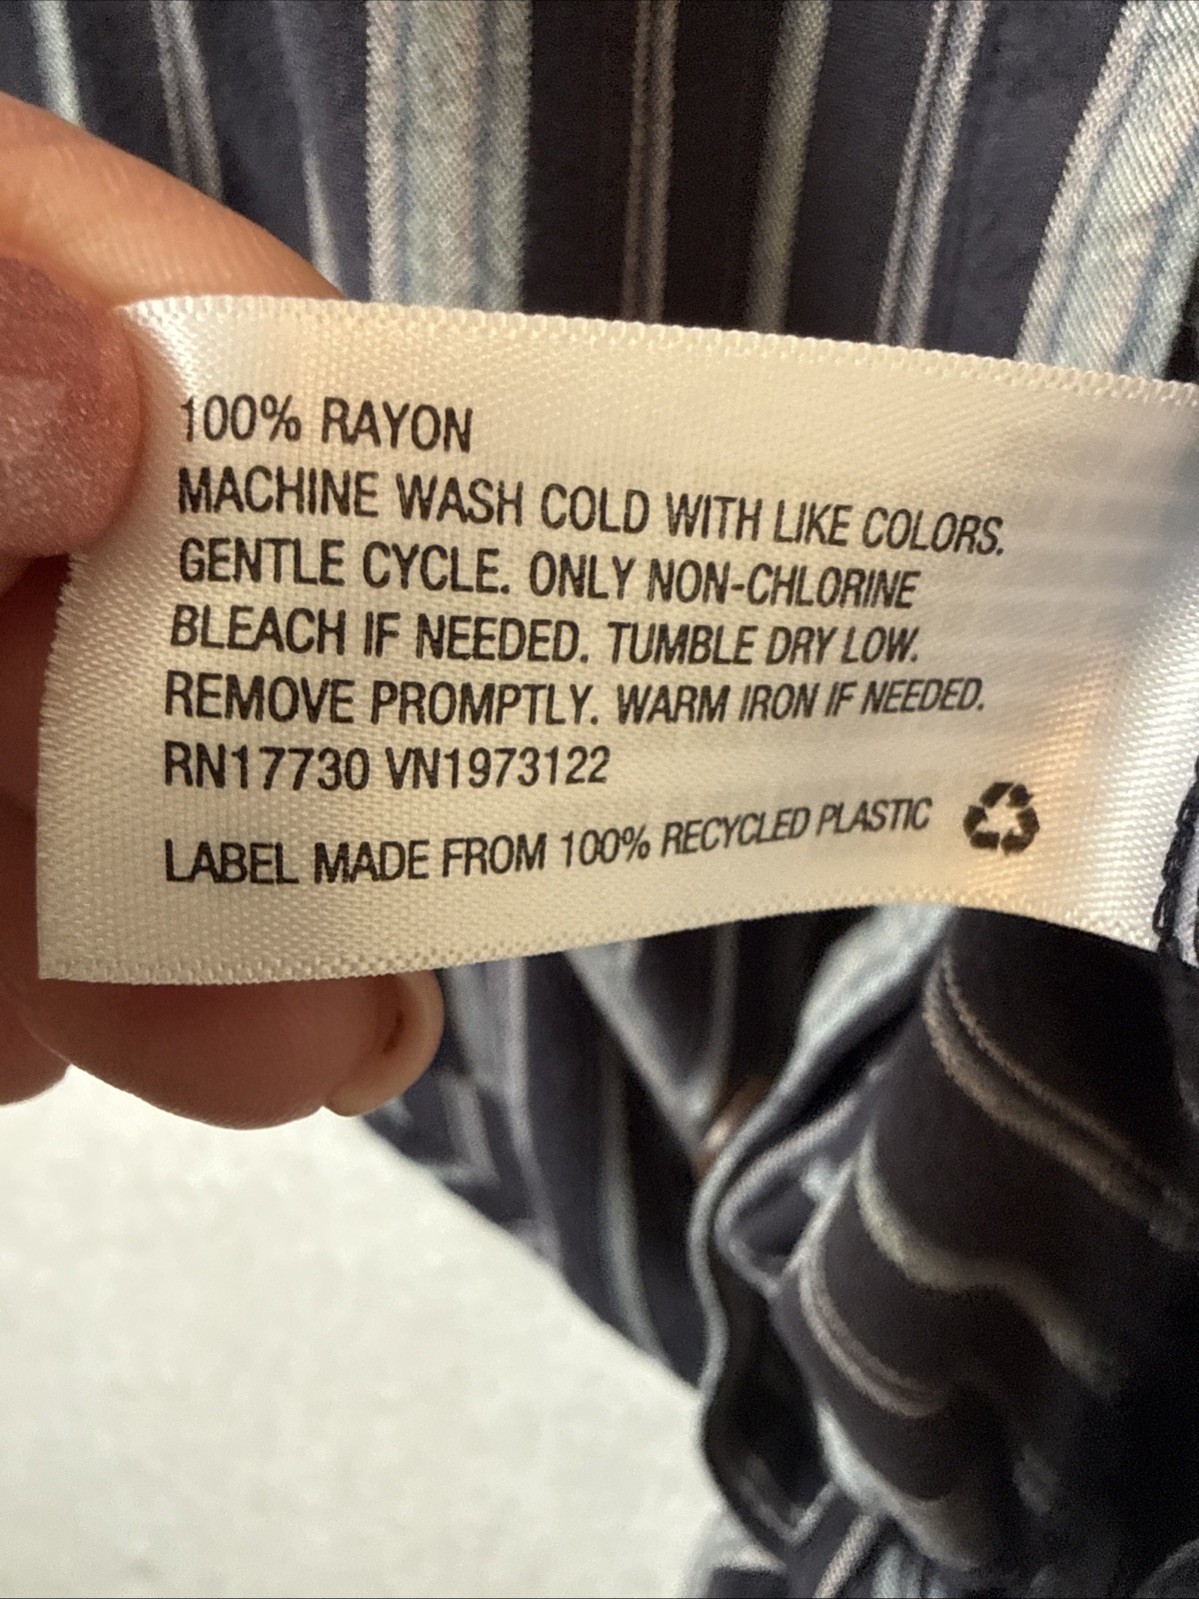 100% RAYON
MACHINE WASH COLD WITH LIKE COLORS.
GENTLE CYCLE. ONLY NON-CHLORINE
BLEACH IF NEEDED. TUMBLE DRY LOW.
REMOVE PROMPTLY. WARM IRON IF NEEDED.
RN17730 VN1973122
LABEL MADE FROM 100% RECYCLED PLASTIC